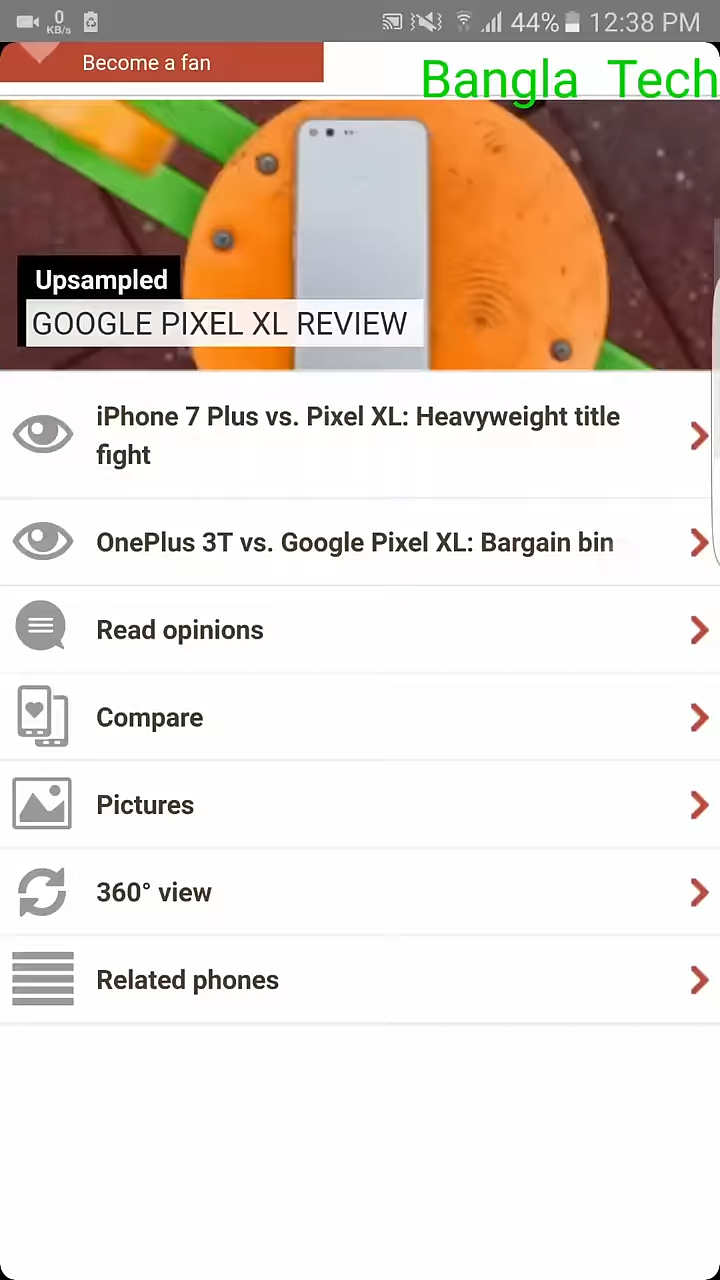 0
KB/s
44%
12:38 PM
Become a fan
Bangla Tech
Upsampled
GOOGLE PIXEL XL REVIEW
iPhone 7 Plus vs. Pixel XL: Heavyweight title
fight
OnePlus 3T vs. Google Pixel XL: Bargain bin
Read opinions
Compare
Pictures
360° view
Related phones